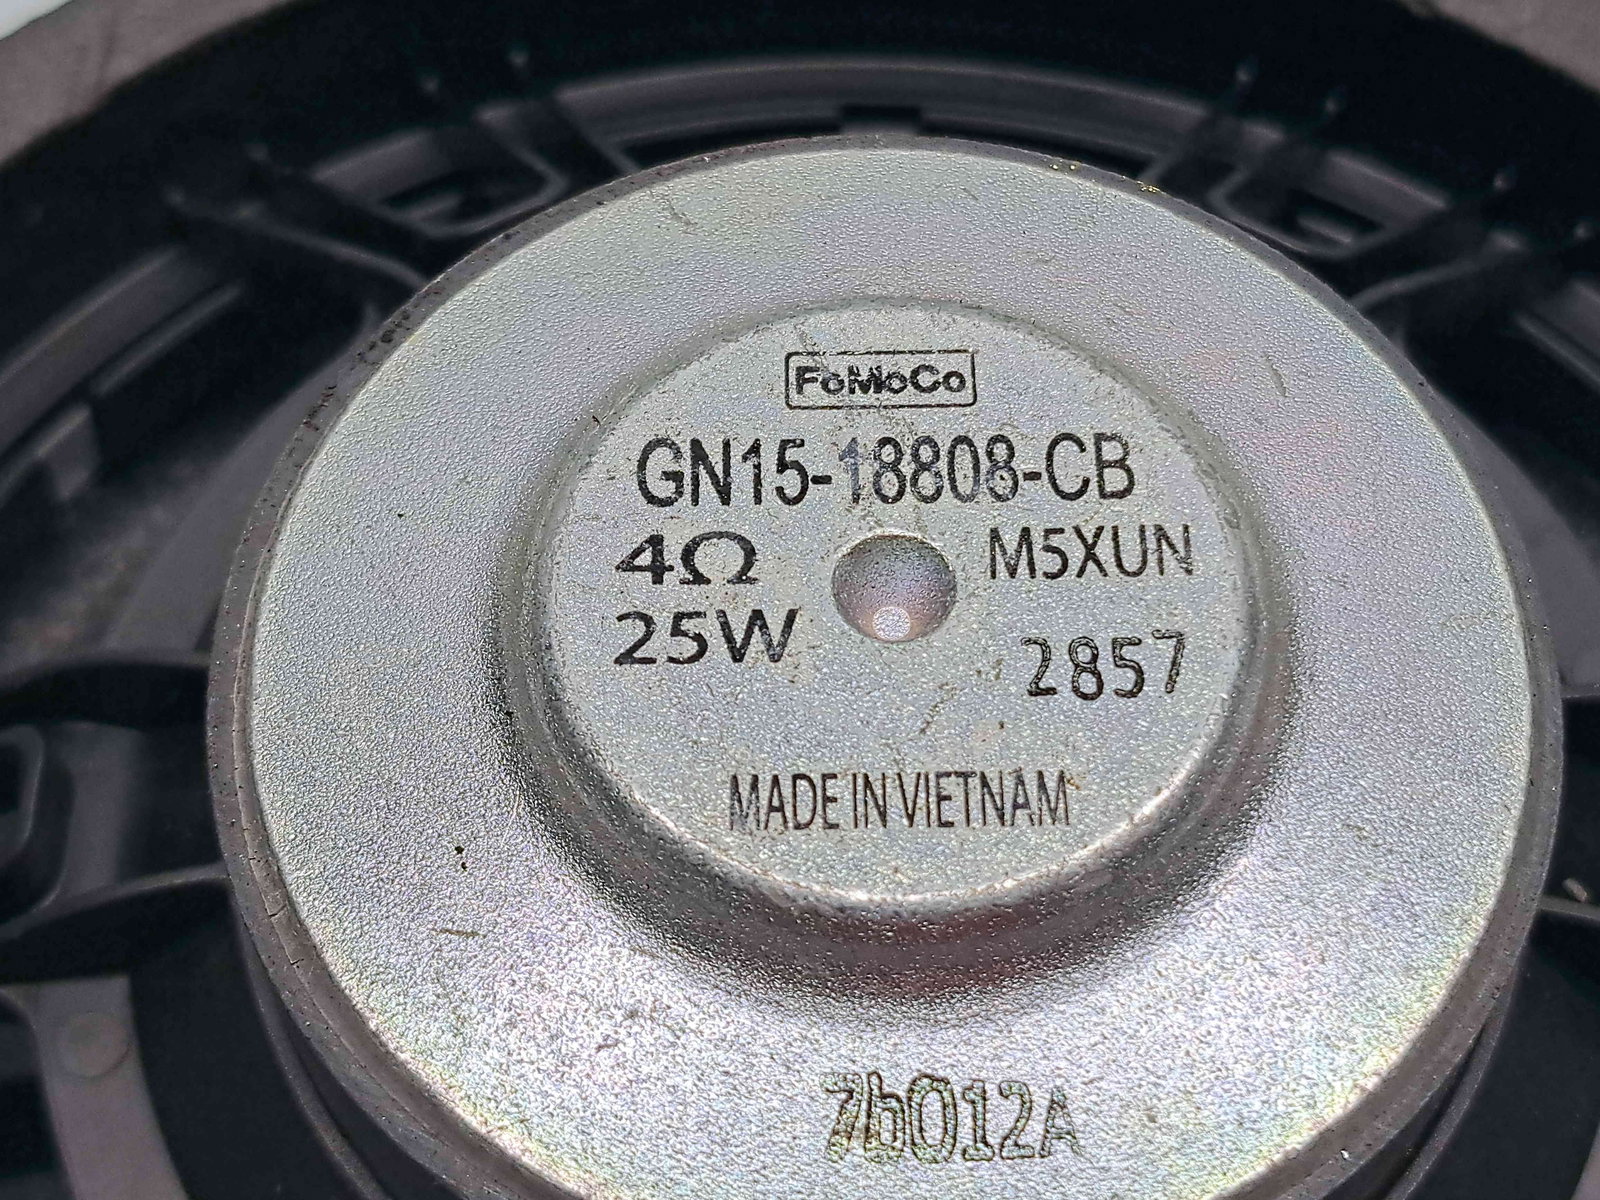 FoMoCo
GN15-18808-CB
4Ω M5XUN
25W 2857
MADE IN VIETNAM
7b012A